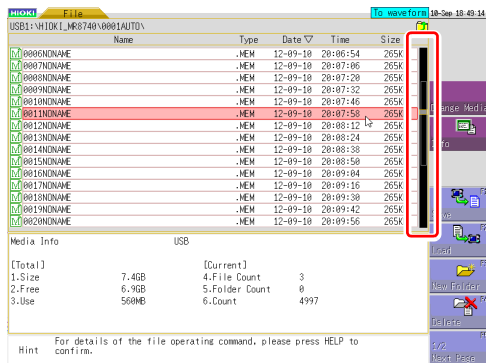 HIOKI File To waveform 10-Sep 18:49:14
USB1:\HIOKI_MR8740\0001AUTO\
Name Type Date ▽ Time Size
M 0006NONAME .MEM 12-09-10 20:06:54 265K
M 0007NONAME .MEM 12-09-10 20:07:06 265K
M 0008NONAME .MEM 12-09-10 20:07:20 265K
M 0009NONAME .MEM 12-09-10 20:07:32 265K
M 0010NONAME .MEM 12-09-10 20:07:46 265K
M 0011NONAME .MEM 12-09-10 20:07:58 265K
M 0012NONAME .MEM 12-09-10 20:08:12 265K
M 0013NONAME .MEM 12-09-10 20:08:24 265K
M 0014NONAME .MEM 12-09-10 20:08:38 265K
M 0015NONAME .MEM 12-09-10 20:08:50 265K
M 0016NONAME .MEM 12-09-10 20:09:04 265K
M 0017NONAME .MEM 12-09-10 20:09:16 265K
M 0018NONAME .MEM 12-09-10 20:09:30 265K
M 0019NONAME .MEM 12-09-10 20:09:42 265K
M 0020NONAME .MEM 12-09-10 20:09:56 265K
Media Info USB
[Total] [Current]
1.Size 7.4GB 4.File Count 3
2.Free 6.9GB 5.Folder Count 0
3.Use 560MB 6.Count 4997
Hint For details of the file operating command, please press HELP to
confirm.
Load
New Folder
Delete
1/2
Next Page